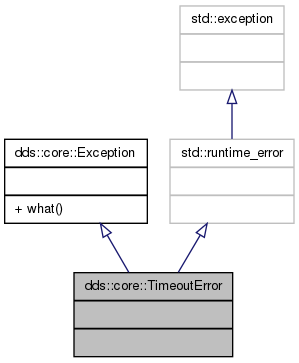 std::exception
dds::core::Exception
std::runtime_error
+ what()
dds::core::TimeoutError